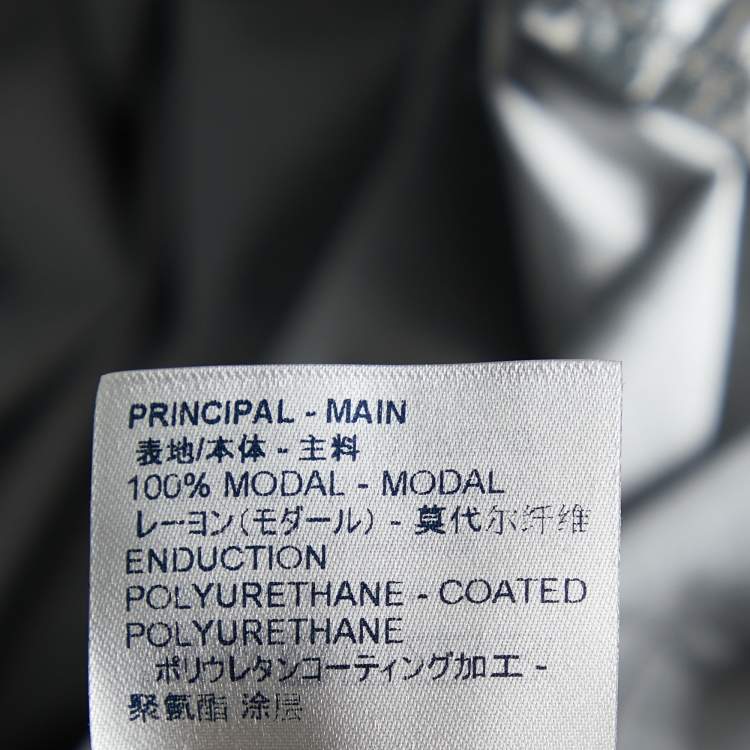 PRINCIPAL - MAIN
表地/本体 - 主料
100% MODAL - MODAL
レーヨン(モダール) - 莫代尔纤维
ENDUCTION
POLYURETHANE - COATED
POLYURETHANE
ポリウレタンコーティング加工 -
聚氨酯 涂层